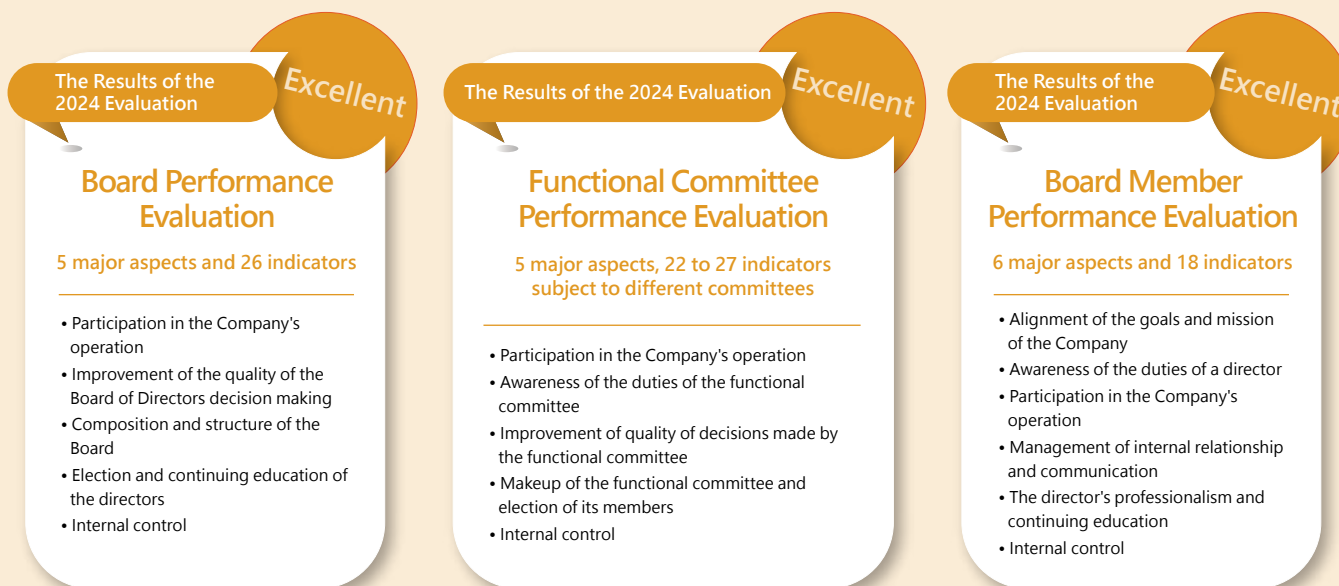 The Results of the
2024 Evaluation
Excellent
Board Performance
Evaluation
5 major aspects and 26 indicators
• Participation in the Company's
operation
• Improvement of the quality of the
Board of Directors decision making
• Composition and structure of the
Board
• Election and continuing education of
the directors
• Internal control
The Results of the 2024 Evaluation
Excellent
Functional Committee
Performance Evaluation
5 major aspects, 22 to 27 indicators
subject to different committees
• Participation in the Company's operation
• Awareness of the duties of the functional
committee
• Improvement of quality of decisions made by
the functional committee
• Makeup of the functional committee and
election of its members
• Internal control
The Results of the
2024 Evaluation
Excellent
Board Member
Performance Evaluation
6 major aspects and 18 indicators
• Alignment of the goals and mission
of the Company
• Awareness of the duties of a director
• Participation in the Company's
operation
• Management of internal relationship
and communication
• The director's professionalism and
continuing education
• Internal control